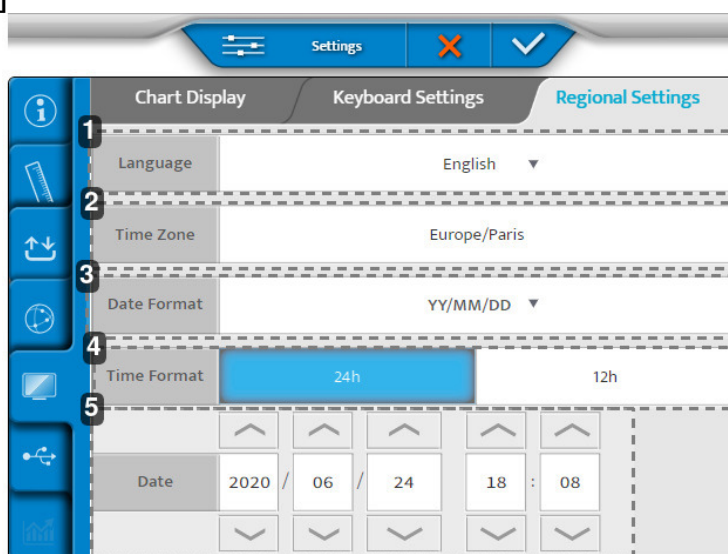 Settings
Chart Display Keyboard Settings Regional Settings
1
Language English ▼
2
Time Zone Europe/Paris
3
Date Format YY/MM/DD ▼
4
Time Format 24h 12h
5
Date 2020 / 06 / 24 18 : 08